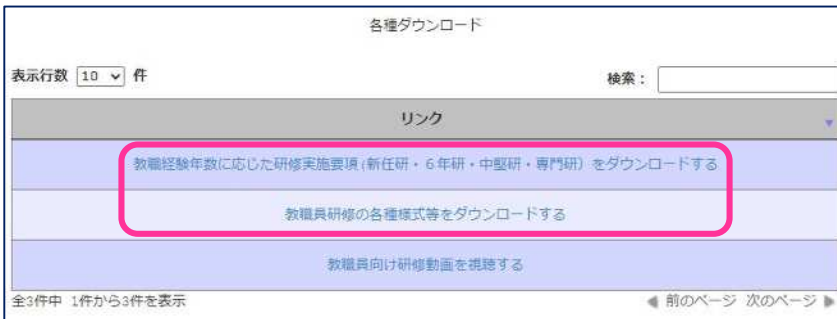 各種ダウンロード
表示行数 10 件 検索：
リンク
教職経験年数に応じた研修実施要項(新任研・６年研・中堅研・専門研）をダウンロードする
教職員研修の各種様式等をダウンロードする
教職員向け研修動画を視聴する
全3件中 1件から3件を表示 前のページ 次のページ